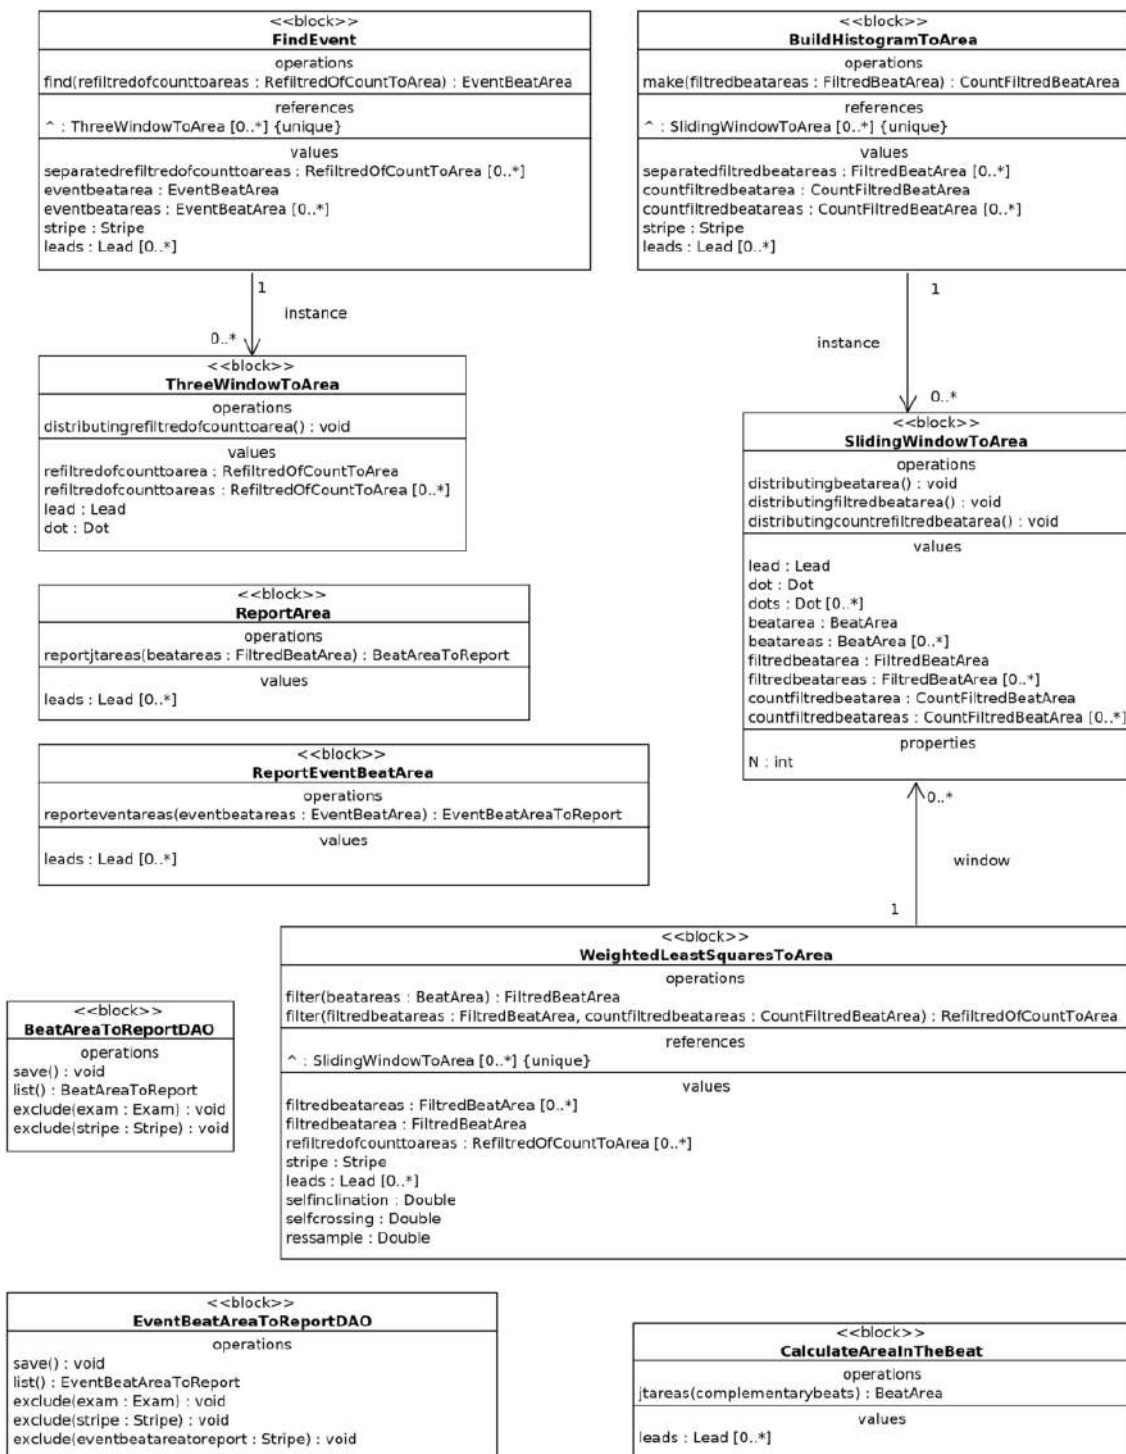 <<block>>
FindEvent
operations
find(refiltredofcounttoareas : RefiltredOfCountToArea) : EventBeatArea
references
^ : ThreeWindowToArea [0..*] {unique}
values
separatedrefiltredofcounttoareas : RefiltredOfCountToArea [0..*]
eventbeatarea : EventBeatArea
eventbeatareas : EventBeatArea [0..*]
stripe : Stripe
leads : Lead [0..*]
<<block>>
BuildHistogramToArea
operations
make(filtredbeatareas : FiltredBeatArea) : CountFiltredBeatArea
references
^ : SlidingWindowToArea [0..*] {unique}
values
separatedfiltredbeatareas : FiltredBeatArea [0..*]
countfiltredbeatarea : CountFiltredBeatArea
countfiltredbeatareas : CountFiltredBeatArea [0..*]
stripe : Stripe
leads : Lead [0..*]
1
instance
0..*
1
instance
0..*
<<block>>
ThreeWindowToArea
operations
distributingrefiltredofcounttoarea() : void
values
refiltredofcounttoarea : RefiltredOfCountToArea
refiltredofcounttoareas : RefiltredOfCountToArea [0..*]
lead : Lead
dot : Dot
<<block>>
SlidingWindowToArea
operations
distributingbeatarea() : void
distributingfiltredbeatarea() : void
distributingcountrefiltredbeatarea() : void
values
lead : Lead
dot : Dot
dots : Dot [0..*]
beatarea : BeatArea
beatareas : BeatArea [0..*]
filtredbeatarea : FiltredBeatArea
filtredbeatareas : FiltredBeatArea [0..*]
countfiltredbeatarea : CountFiltredBeatArea
countfiltredbeatareas : CountFiltredBeatArea [0..*]
properties
N : int
<<block>>
ReportArea
operations
reportjtareas(beatareas : FiltredBeatArea) : BeatAreaToReport
values
leads : Lead [0..*]
<<block>>
ReportEventBeatArea
operations
reporteventareas(eventbeatareas : EventBeatArea) : EventBeatAreaToReport
values
leads : Lead [0..*]
0..*
window
1
<<block>>
WeightedLeastSquaresToArea
operations
filter(beatareas : BeatArea) : FiltredBeatArea
filter(filtredbeatareas : FiltredBeatArea, countfiltredbeatareas : CountFiltredBeatArea) : RefiltredOfCountToArea
references
^ : SlidingWindowToArea [0..*] {unique}
values
filtredbeatareas : FiltredBeatArea [0..*]
filtredbeatarea : FiltredBeatArea
refiltredofcounttoareas : RefiltredOfCountToArea [0..*]
stripe : Stripe
leads : Lead [0..*]
selfinclination : Double
selfcrossing : Double
ressample : Double
<<block>>
BeatAreaToReportDAO
operations
save() : void
list() : BeatAreaToReport
exclude(exam : Exam) : void
exclude(stripe : Stripe) : void
<<block>>
EventBeatAreaToReportDAO
operations
save() : void
list() : EventBeatAreaToReport
exclude(exam : Exam) : void
exclude(stripe : Stripe) : void
exclude(eventbeatareatoreport : Stripe) : void
<<block>>
CalculateAreaInTheBeat
operations
jtareas(complementarybeats) : BeatArea
values
leads : Lead [0..*]